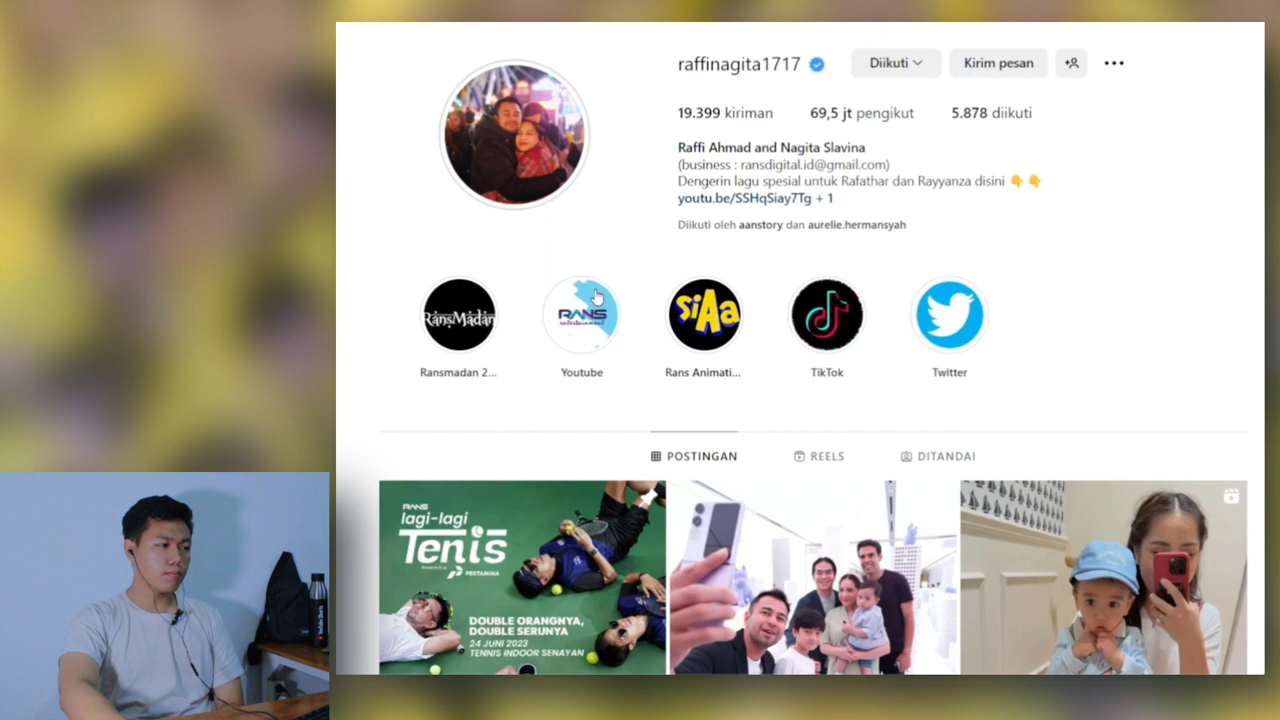 raffinagita1717
Diikuti
Kirim pesan
19.399 kiriman
69,5 jt pengikut
5.878 diikuti
Raffi Ahmad and Nagita Slavina
(business : ransdigital.id@gmail.com)
Dengerin lagu spesial untuk Rafathar dan Rayyanza disini 👇👇
youtu.be/SSHqSiay7Tg + 1
Diikuti oleh aanstory dan aurelie.hermansyah
RansMadan
RANS
entertainment
SiAa
Ransmadan 2...
Youtube
Rans Animati...
TikTok
Twitter
POSTINGAN
REELS
DITANDAI
RANS
lagi-lagi
Tenis
PERTAMINA
DOUBLE ORANGNYA,
DOUBLE SERUNYA
24 JUNI 2023
TENNIS INDOOR SENAYAN